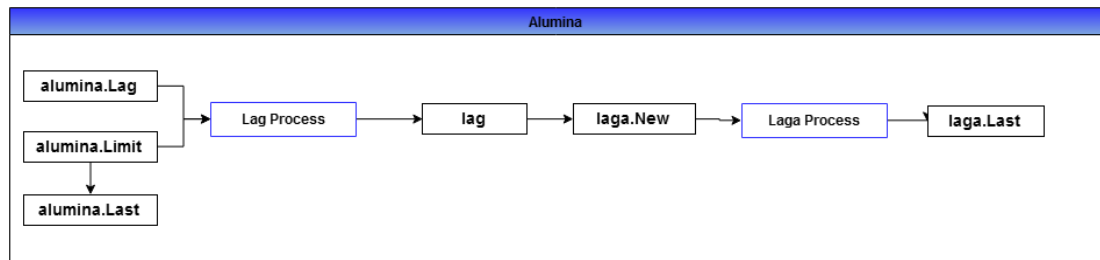 Alumina
alumina.Lag
Lag Process
lag
laga.New
Laga Process
laga.Last
alumina.Limit
alumina.Last